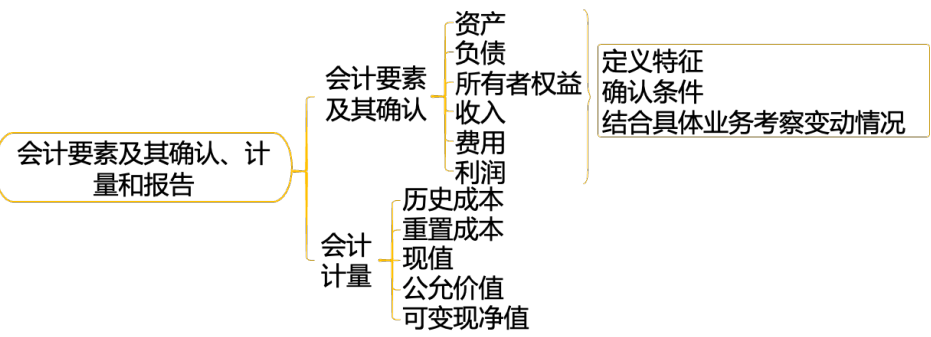 会计要素及其确认、计
量和报告
会计要素
及其确认
资产
负债
所有者权益
收入
费用
利润
定义特征
确认条件
结合具体业务考察变动情况
会计
计量
历史成本
重置成本
现值
公允价值
可变现净值